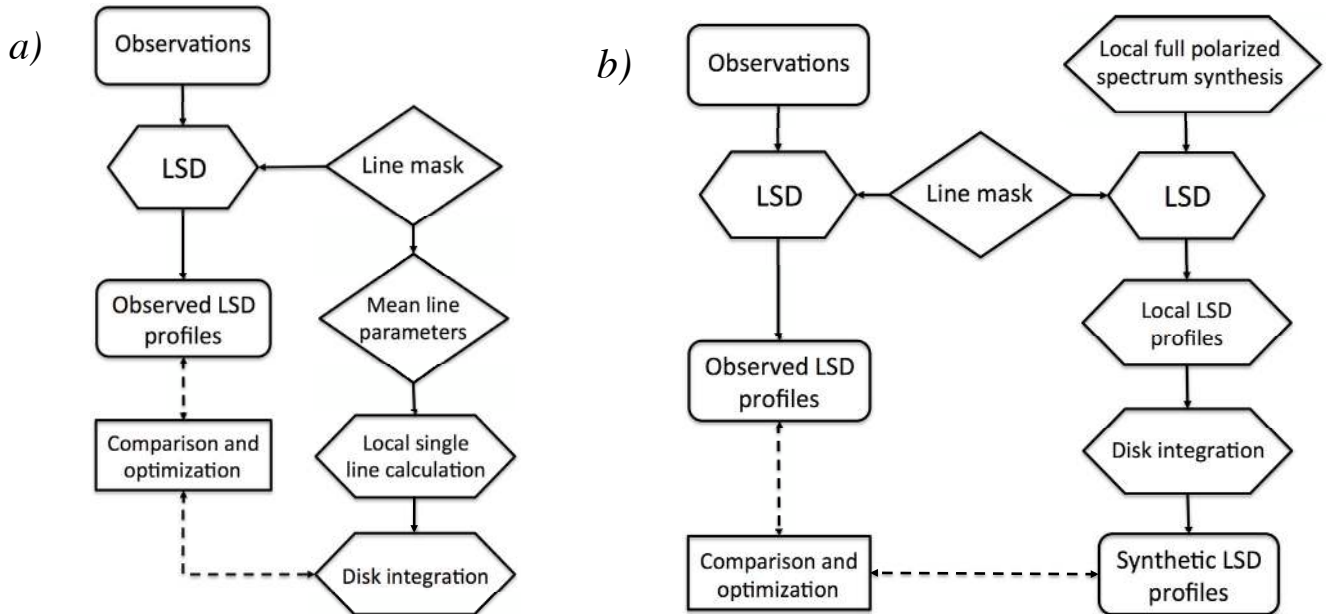 a)
Observations
LSD
Line mask
Observed LSD
profiles
Mean line
parameters
Comparison and
optimization
Local single
line calculation
Disk integration
b)
Observations
Local full polarized
spectrum synthesis
LSD
Line mask
LSD
Observed LSD
profiles
Local LSD
profiles
Disk integration
Comparison and
optimization
Synthetic LSD
profiles